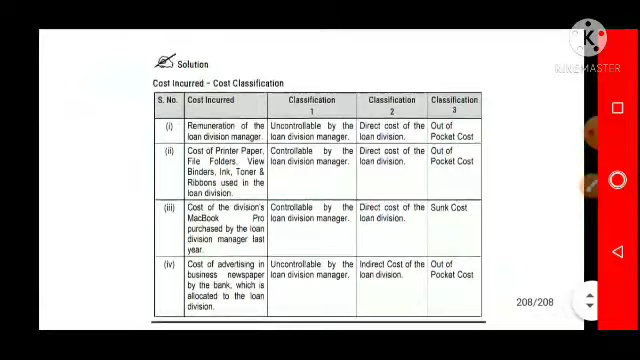 KINEMASTER
Solution
Cost Incurred – Cost Classification
S. No. Cost Incurred Classification 1 Classification 2 Classification 3
(i) Remuneration of the loan division manager. Uncontrollable by the loan division manager. Direct cost of the loan division. Out of Pocket Cost
(ii) Cost of Printer Paper, File Folders, View Binders, Ink, Toner & Ribbons used in the loan division. Controllable by the loan division manager. Direct cost of the loan division. Out of Pocket Cost
(iii) Cost of the division's MacBook Pro purchased by the loan division manager last year. Controllable by the loan division manager. Direct cost of the loan division. Sunk Cost
(iv) Cost of advertising in business newspaper by the bank, which is allocated to the loan division. Uncontrollable by the loan division manager. Indirect Cost of the loan division. Out of Pocket Cost
208/208